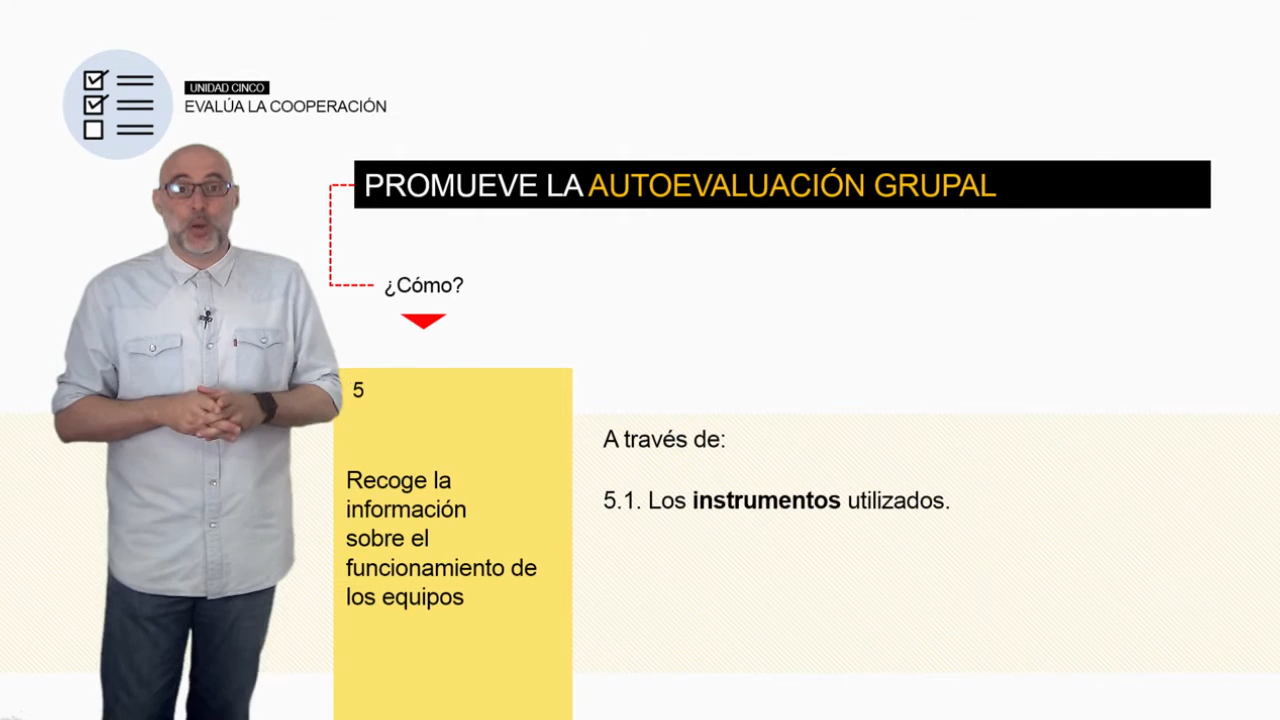 UNIDAD CINCO
EVALÚA LA COOPERACIÓN
PROMUEVE LA AUTOEVALUACIÓN GRUPAL
¿Cómo?
5
Recoge la
información
sobre el
funcionamiento de
los equipos
A través de:
5.1. Los instrumentos utilizados.